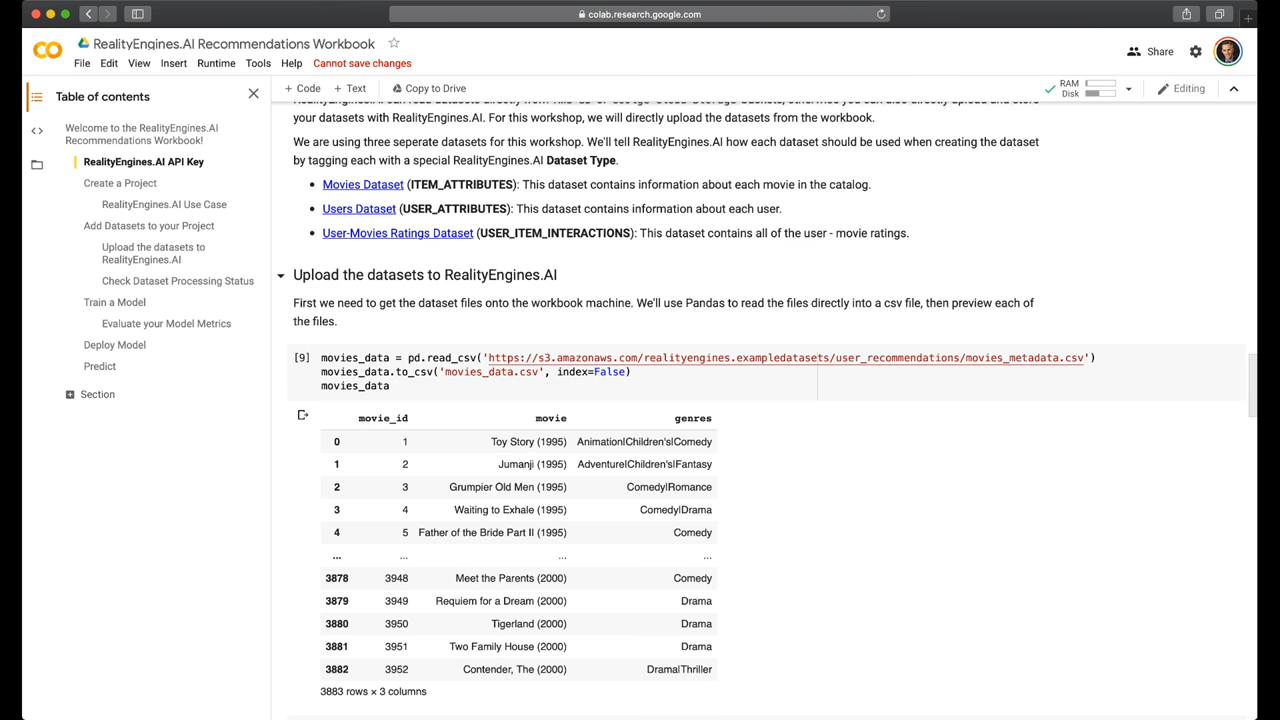 colab.research.google.com
RealityEngines.AI Recommendations Workbook
File Edit View Insert Runtime Tools Help Cannot save changes
Share
+ Code + Text Copy to Drive
RAM
Disk
Editing
Table of contents
Welcome to the RealityEngines.AI
Recommendations Workbook!
RealityEngines.AI API Key
Create a Project
RealityEngines.AI Use Case
Add Datasets to your Project
Upload the datasets to
RealityEngines.AI
Check Dataset Processing Status
Train a Model
Evaluate your Model Metrics
Deploy Model
Predict
Section
your datasets with RealityEngines.AI. For this workshop, we will directly upload the datasets from the workbook.
We are using three seperate datasets for this workshop. We'll tell RealityEngines.AI how each dataset should be used when creating the dataset
by tagging each with a special RealityEngines.AI Dataset Type.
• Movies Dataset (ITEM_ATTRIBUTES): This dataset contains information about each movie in the catalog.
• Users Dataset (USER_ATTRIBUTES): This dataset contains information about each user.
• User-Movies Ratings Dataset (USER_ITEM_INTERACTIONS): This dataset contains all of the user - movie ratings.
Upload the datasets to RealityEngines.AI
First we need to get the dataset files onto the workbook machine. We'll use Pandas to read the files directly into a csv file, then preview each of
the files.
[9] movies_data = pd.read_csv('https://s3.amazonaws.com/realityengines.exampledatasets/user_recommendations/movies_metadata.csv')
movies_data.to_csv('movies_data.csv', index=False)
movies_data
movie_id movie genres
0 1 Toy Story (1995) Animation|Children's|Comedy
1 2 Jumanji (1995) Adventure|Children's|Fantasy
2 3 Grumpier Old Men (1995) Comedy|Romance
3 4 Waiting to Exhale (1995) Comedy|Drama
4 5 Father of the Bride Part II (1995) Comedy
... ... ... ...
3878 3948 Meet the Parents (2000) Comedy
3879 3949 Requiem for a Dream (2000) Drama
3880 3950 Tigerland (2000) Drama
3881 3951 Two Family House (2000) Drama
3882 3952 Contender, The (2000) Drama|Thriller
3883 rows × 3 columns